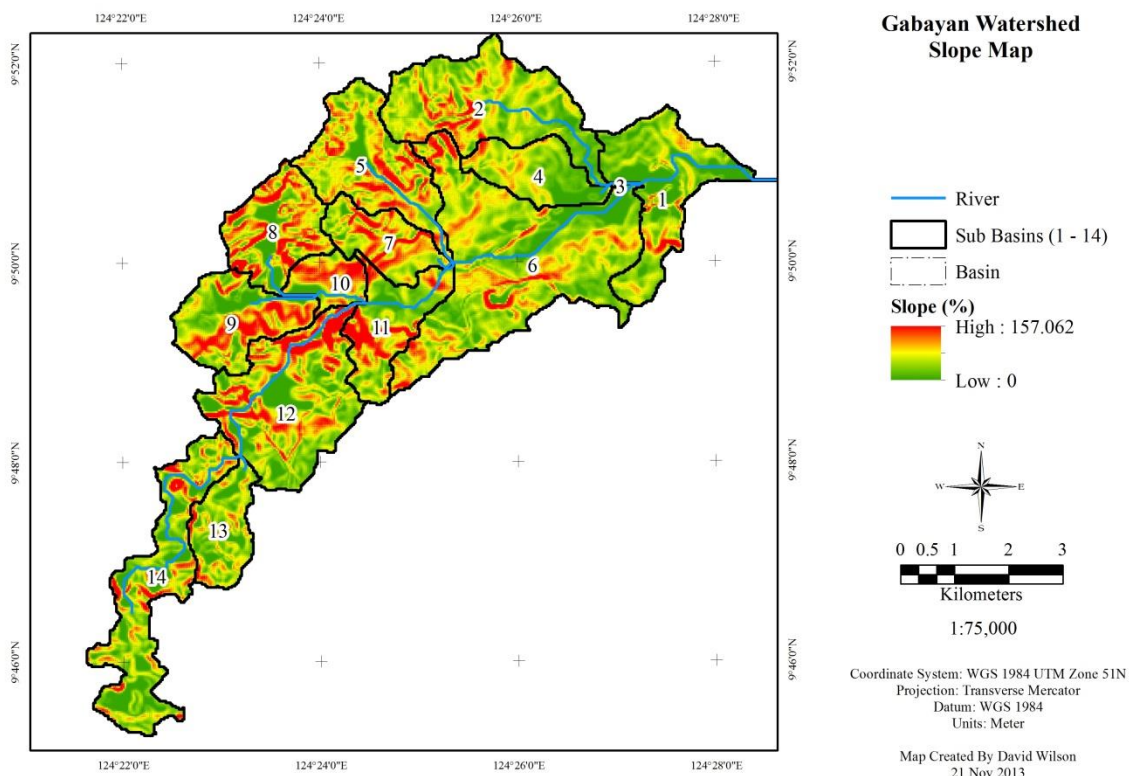 124°22'0"E 124°24'0"E 124°26'0"E 124°28'0"E
Gabayan Watershed
Slope Map
9°52'0"N 9°52'0"N
2
5
4
3
1
8
7
9°50'0"N 9°50'0"N
6
10
9
11
12
9°48'0"N 9°48'0"N
13
14
9°46'0"N 9°46'0"N
124°22'0"E 124°24'0"E 124°26'0"E 124°28'0"E
River
Sub Basins (1 - 14)
Basin
Slope (%)
High : 157.062
Low : 0
N
W E
S
0 0.5 1 2 3
Kilometers
1:75,000
Coordinate System: WGS 1984 UTM Zone 51N
Projection: Transverse Mercator
Datum: WGS 1984
Units: Meter
Map Created By David Wilson
21 Nov 2013